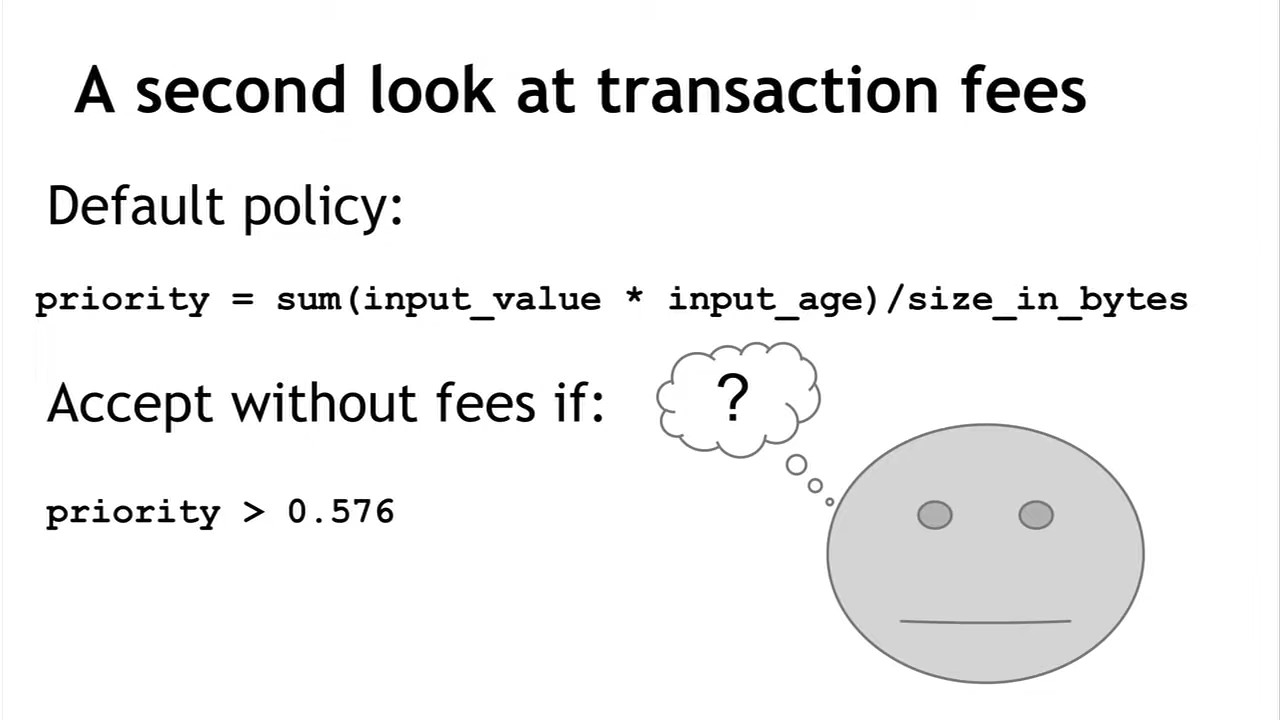 A second look at transaction fees
Default policy:
priority = sum(input_value * input_age)/size_in_bytes
Accept without fees if:
?
priority > 0.576